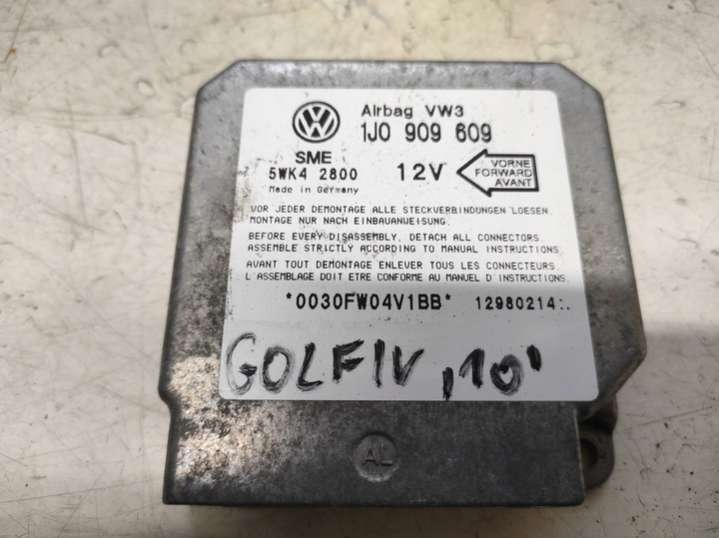 Airbag VW3
1J0 909 609
SME
5WK4 2800
12V
VORNE
FORWARD
AVANT
Made in Germany
VOR JEDER DEMONTAGE ALLE STECKVERBINDUNGEN LOESEN
MONTAGE NUR NACH EINBAUANWEISUNG.
BEFORE EVERY DISASSEMBLY, DETACH ALL CONNECTORS
ASSEMBLE STRICTLY ACCORDING TO MANUAL INSTRUCTIONS
AVANT TOUT DEMONTAGE ENLEVER TOUS LES CONNECTEURS
L'ASSEMBLAGE DOIT ETRE CONFORME AU MANUEL D'INSTRUCTIONS
*0030FW04V1BB* 12980214:.
GOLF IV ,10'
AL